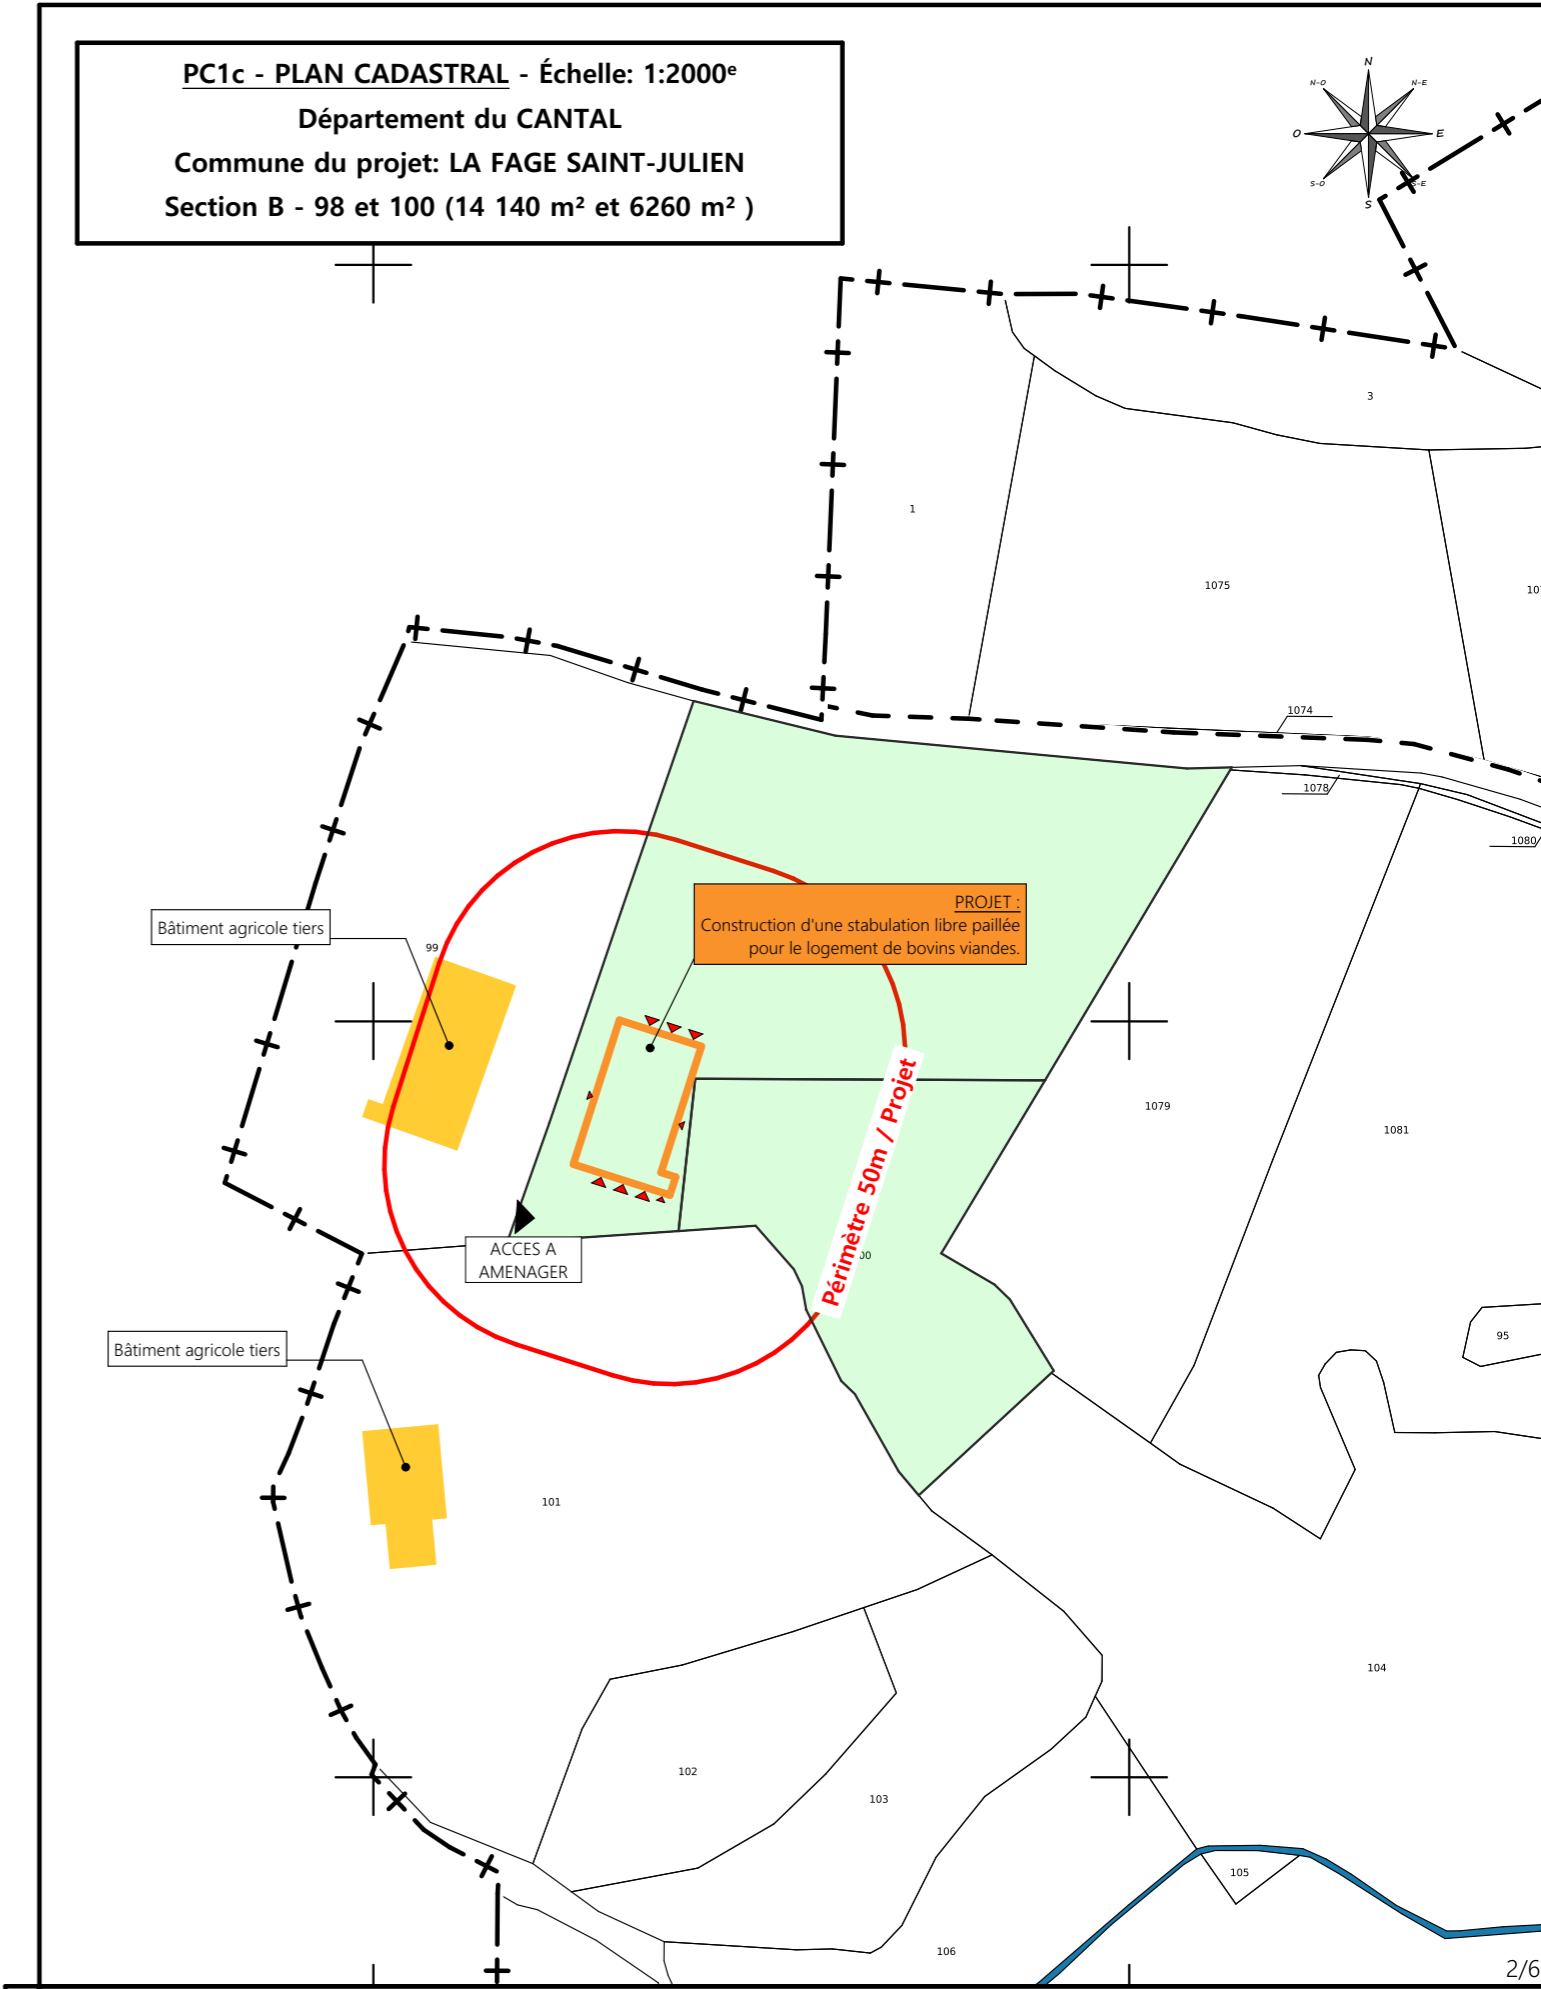 PC1c - PLAN CADASTRAL - Échelle: 1:2000ᵉ
Département du CANTAL
Commune du projet: LA FAGE SAINT-JULIEN
Section B - 98 et 100 (14 140 m² et 6260 m² )
N
N-O
N-E
O
E
S-O
S-E
S
3
1
1075
1074
1078
1080
PROJET :
Construction d'une stabulation libre paillée
pour le logement de bovins viandes.
Bâtiment agricole tiers
99
1079
1081
Périmètre 50m / Projet
00
ACCES A
AMENAGER
95
Bâtiment agricole tiers
101
104
102
103
105
106
2/6